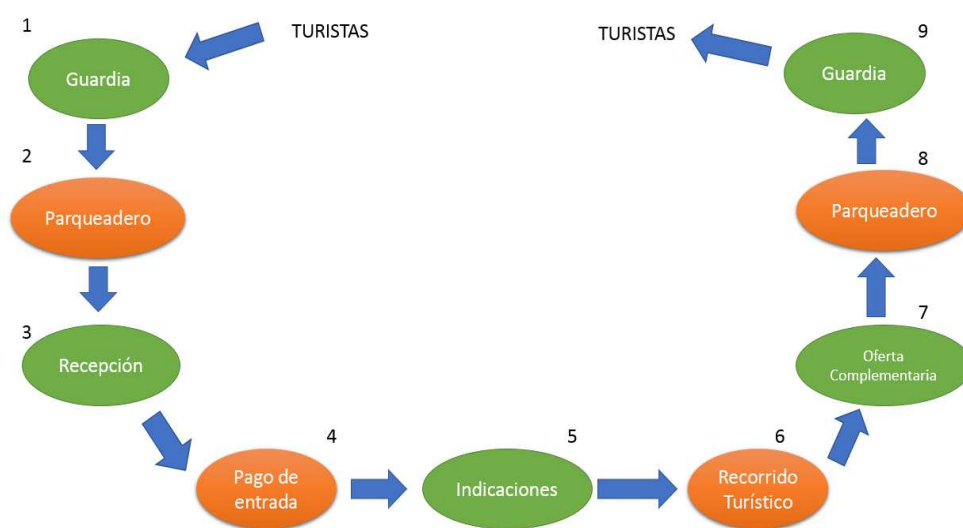 1
TURISTAS
Guardia
2
Parqueadero
3
Recepción
4
Pago de
entrada
5
Indicaciones
6
Recorrido
Turístico
7
Oferta
Complementaria
8
Parqueadero
9
Guardia
TURISTAS